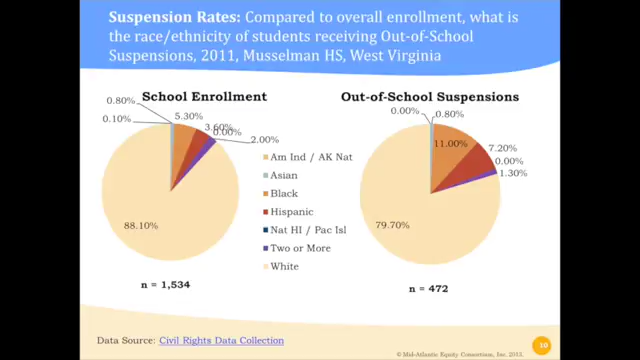 Suspension Rates: Compared to overall enrollment, what is
the race/ethnicity of students receiving Out-of-School
Suspensions, 2011, Musselman HS, West Virginia
School Enrollment
0.80%
0.10%
5.30%
3.60%
0.00%
2.00%
88.10%
n = 1,534
Am Ind / AK Nat
Asian
Black
Hispanic
Nat HI / Pac Isl
Two or More
White
Out-of-School Suspensions
0.00%
0.80%
11.00%
7.20%
0.00%
1.30%
79.70%
n = 472
Data Source: Civil Rights Data Collection
19
© Mid-Atlantic Equity Consortium, Inc. 2013.